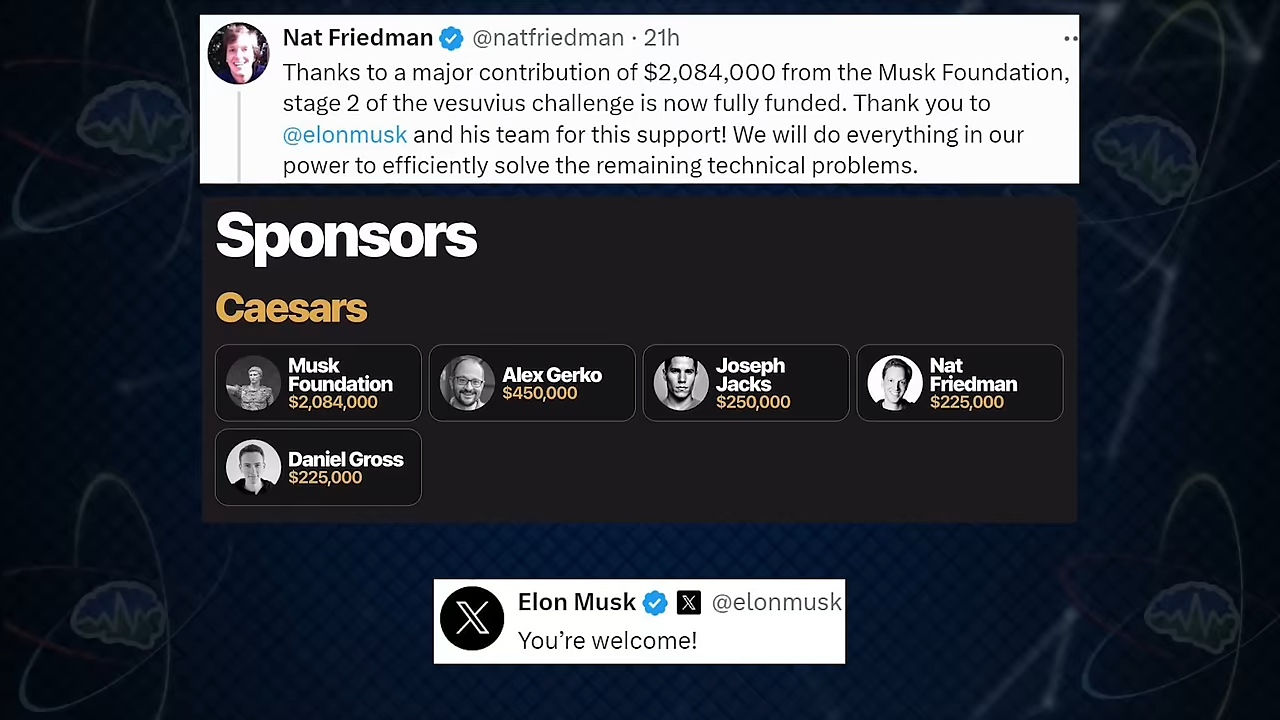 Nat Friedman @natfriedman · 21h
Thanks to a major contribution of $2,084,000 from the Musk Foundation,
stage 2 of the vesuvius challenge is now fully funded. Thank you to
@elonmusk and his team for this support! We will do everything in our
power to efficiently solve the remaining technical problems.
Sponsors
Caesars
Musk
Foundation
$2,084,000
Alex Gerko
$450,000
Joseph
Jacks
$250,000
Nat
Friedman
$225,000
Daniel Gross
$225,000
Elon Musk @elonmusk
You’re welcome!